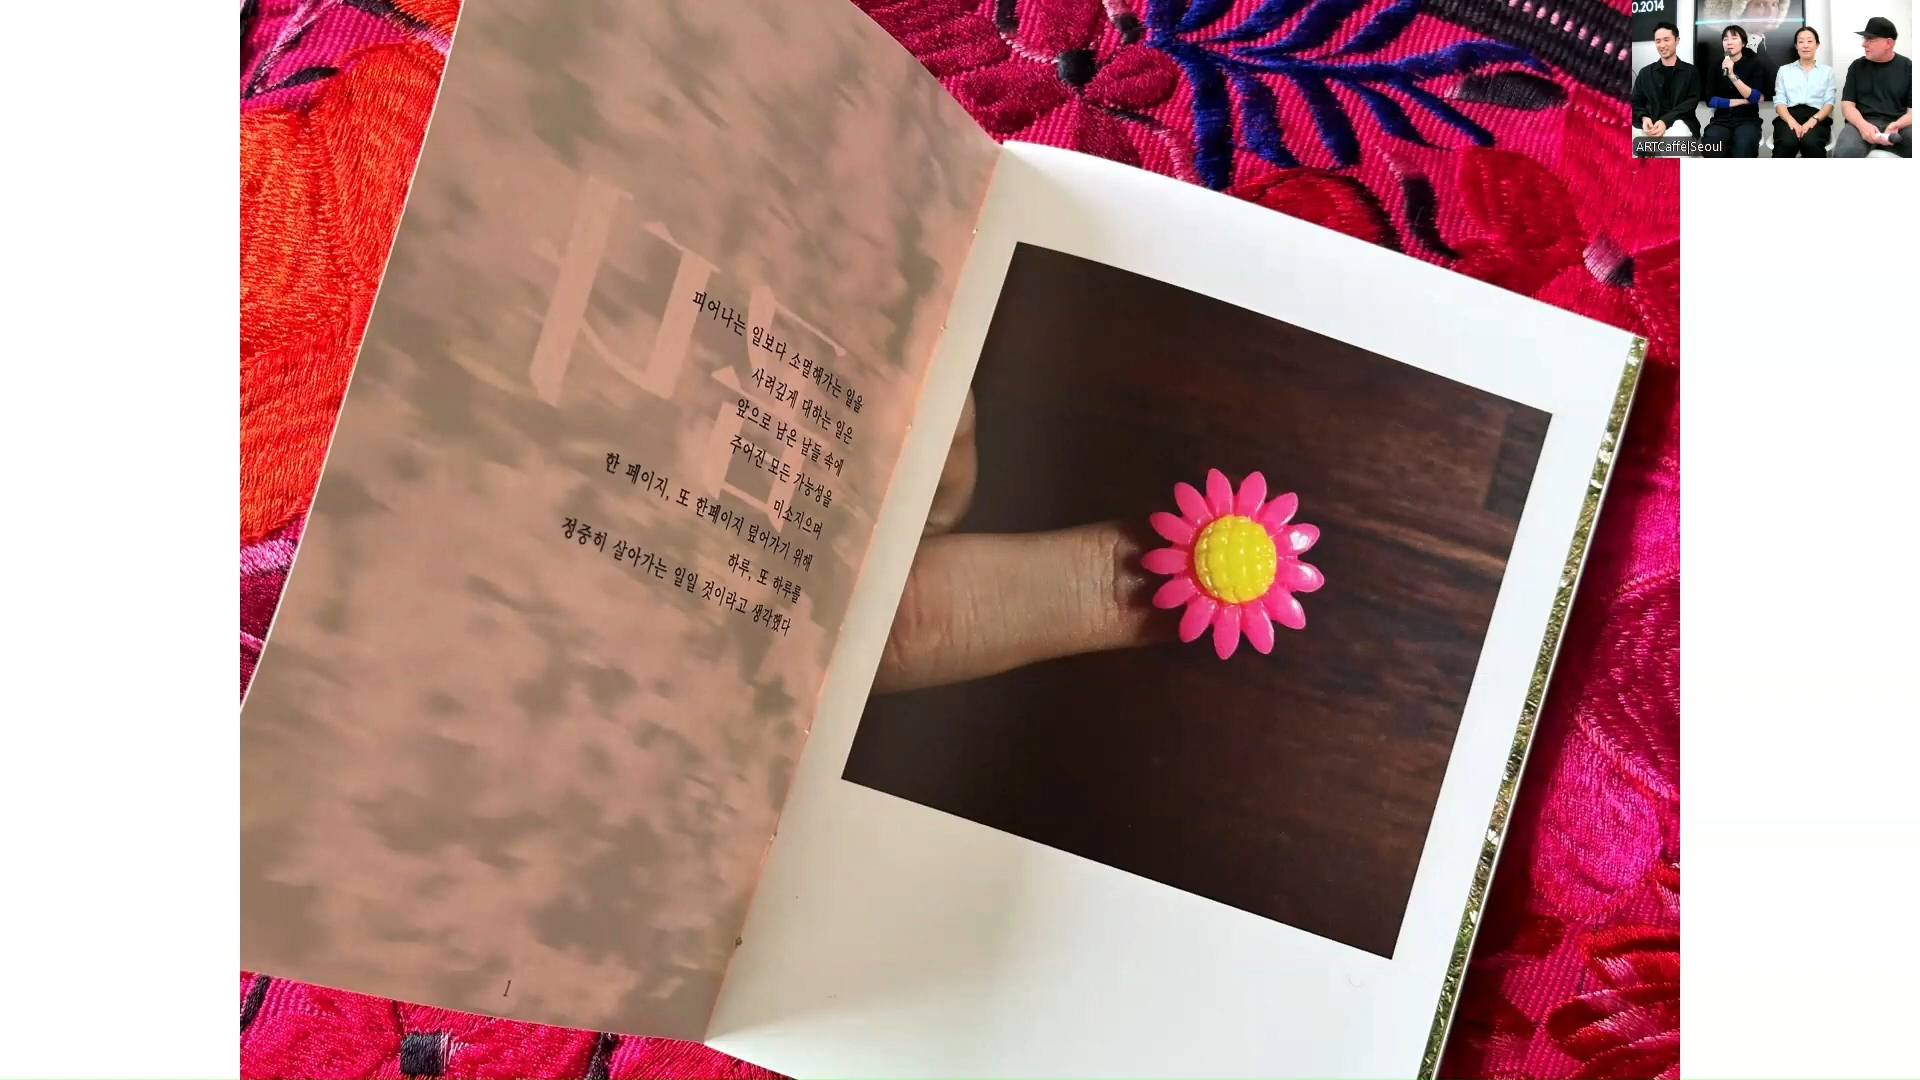 피어나는 일보다 소멸해가는 일을
사려깊게 대하는 일은
앞으로 남은 날들 속에
주어진 모든 가능성을
미소지으며
한 페이지, 또 한페이지 덮어가기 위해
하루, 또 하루를
정중히 살아가는 일일 것이라고 생각했다
1
0.2014
ARTCaffè|Seoul